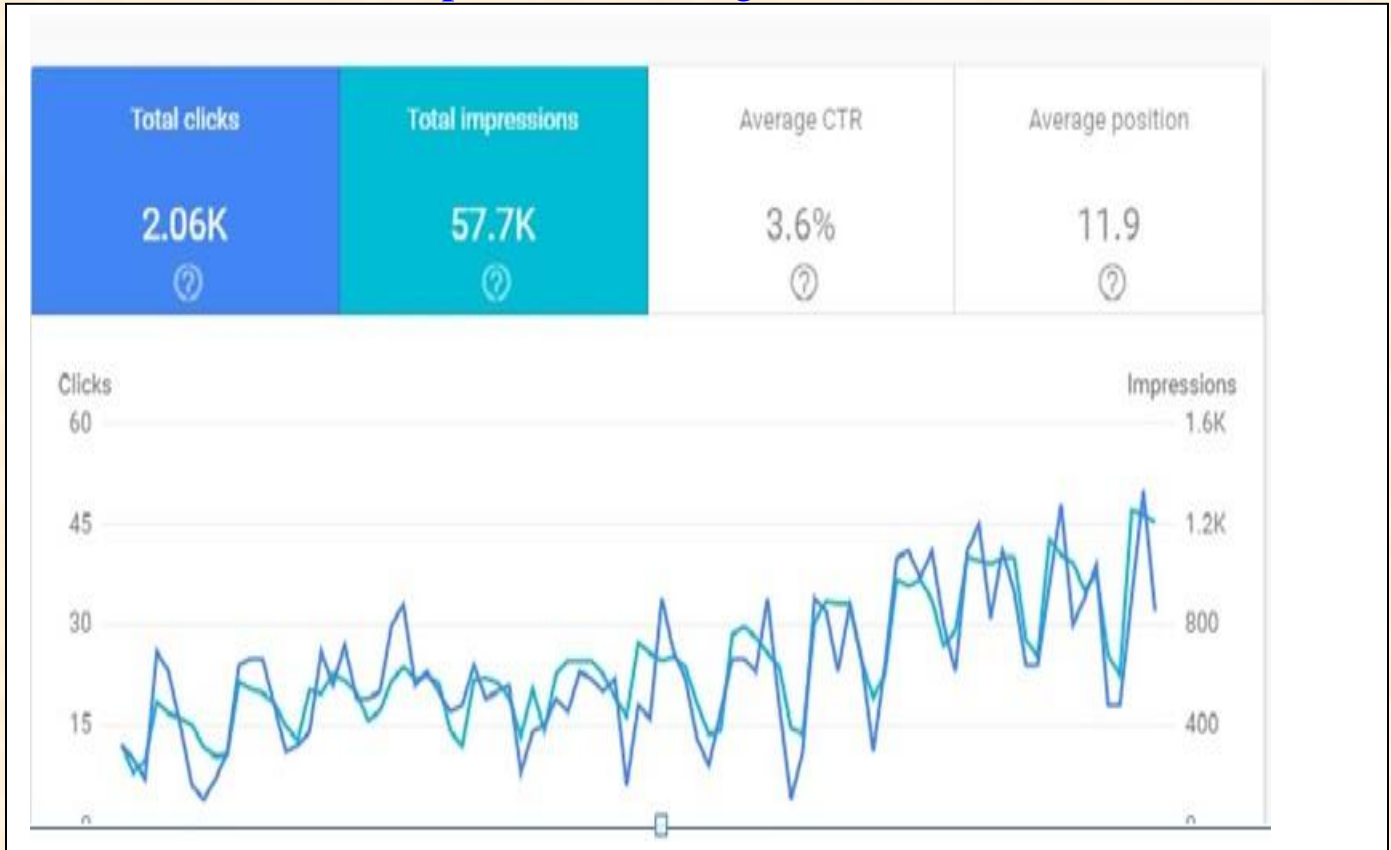 Total clicks Total impressions Average CTR Average position
2.06K 57.7K 3.6% 11.9
? ? ? ?
Clicks Impressions
60 1.6K
45 1.2K
30 800
15 400
0 0